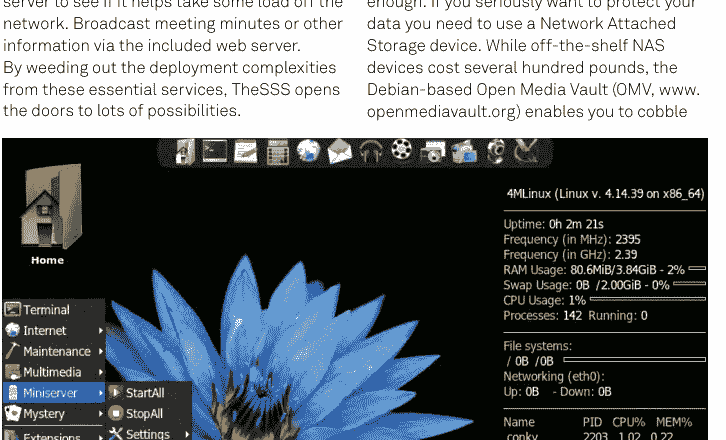 server to see if it helps take some load off the
network. Broadcast meeting minutes or other
information via the included web server.
By weeding out the deployment complexities
from these essential services, TheSSS opens
the doors to lots of possibilities.
enough. If you seriously want to protect your
data you need to use a Network Attached
Storage device. While off-the-shelf NAS
devices cost several hundred pounds, the
Debian-based Open Media Vault (OMV, www.
openmediavault.org) enables you to cobble
Home
Terminal
Internet
Maintenance
Multimedia
Miniserver
Mystery
Extensions
StartAll
StopAll
Settings
4MLinux (Linux v. 4.14.39 on x86_64)
Uptime: 0h 2m 21s
Frequency (in MHz): 2395
Frequency (in GHz): 2.39
RAM Usage: 80.6MiB/3.84GiB - 2%
Swap Usage: 0B /2.00GiB - 0%
CPU Usage: 1%
Processes: 142 Running: 0
File systems:
/ 0B /0B
Networking (eth0):
Up: 0B - Down: 0B
Name PID CPU% MEM%
conky 2203 1.02 0.22